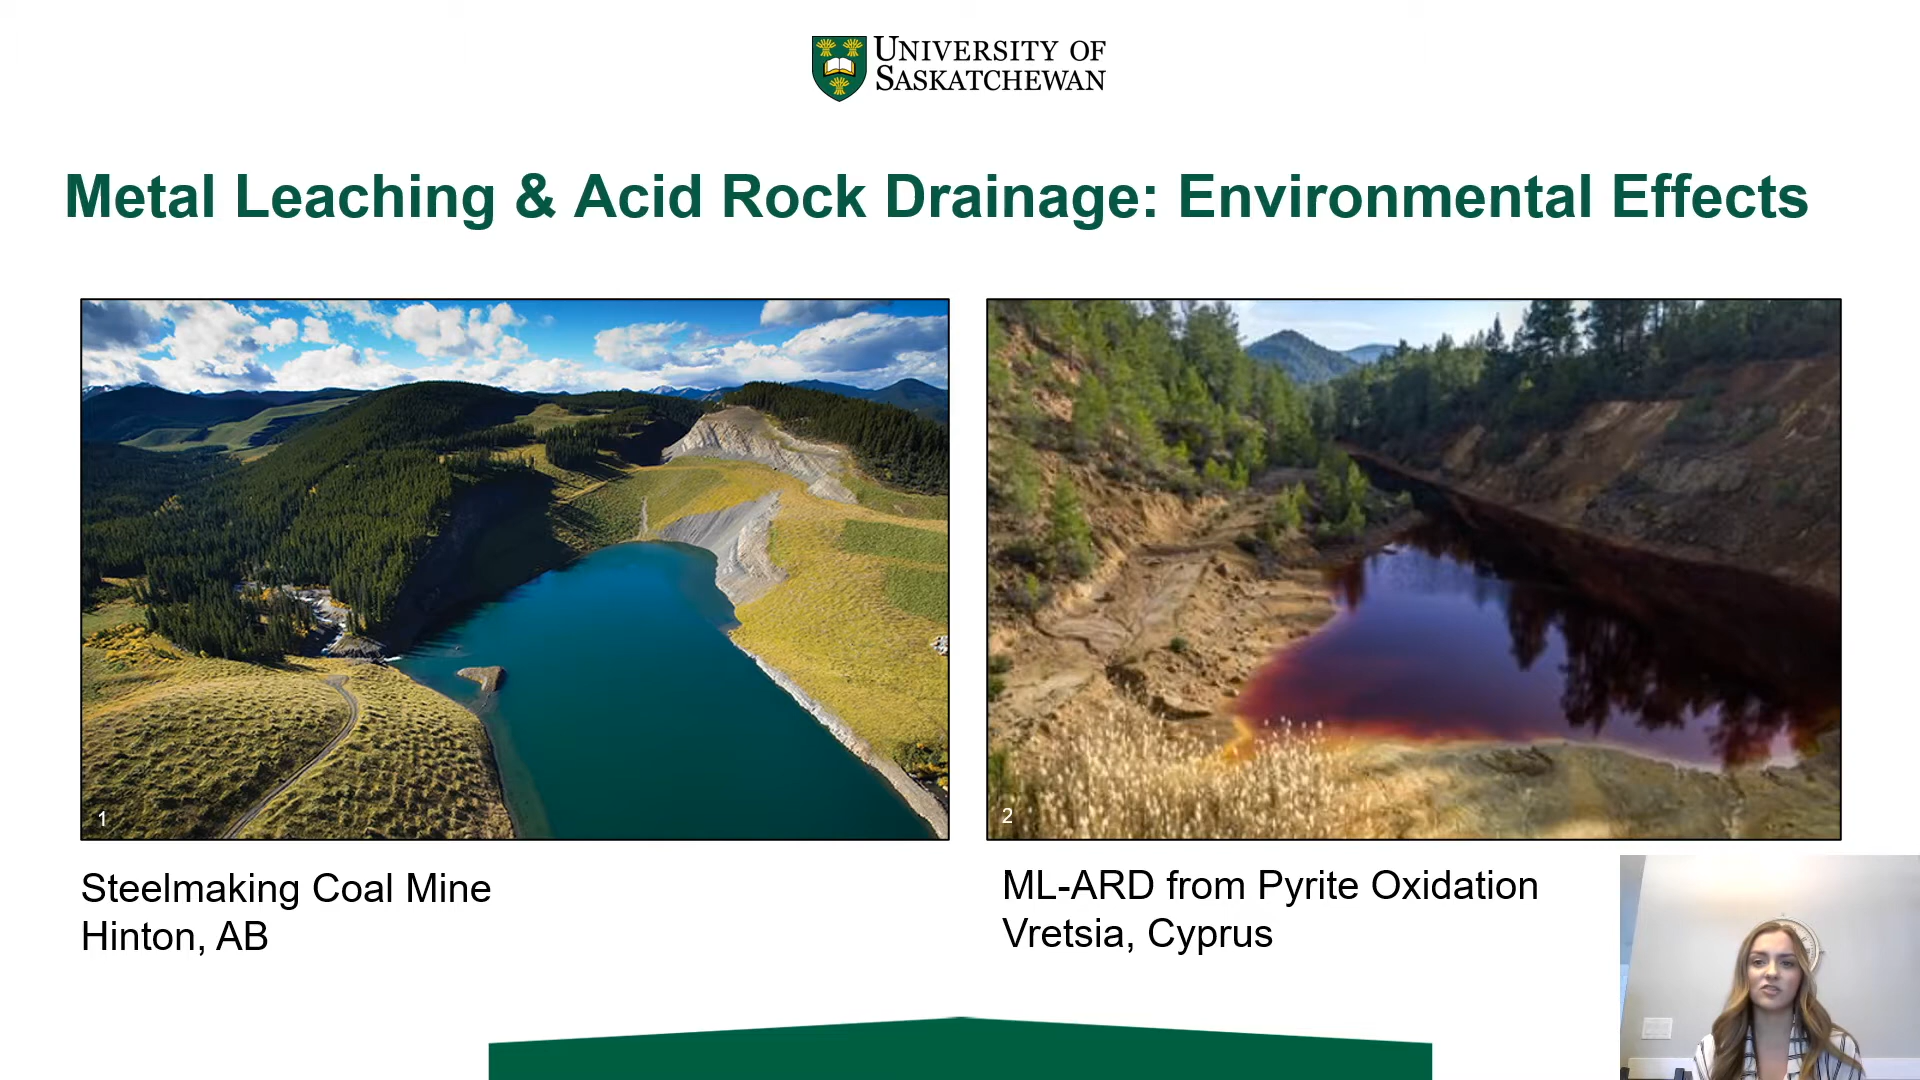 UNIVERSITY OF
SASKATCHEWAN
Metal Leaching & Acid Rock Drainage: Environmental Effects
1
2
Steelmaking Coal Mine
Hinton, AB
ML-ARD from Pyrite Oxidation
Vretsia, Cyprus